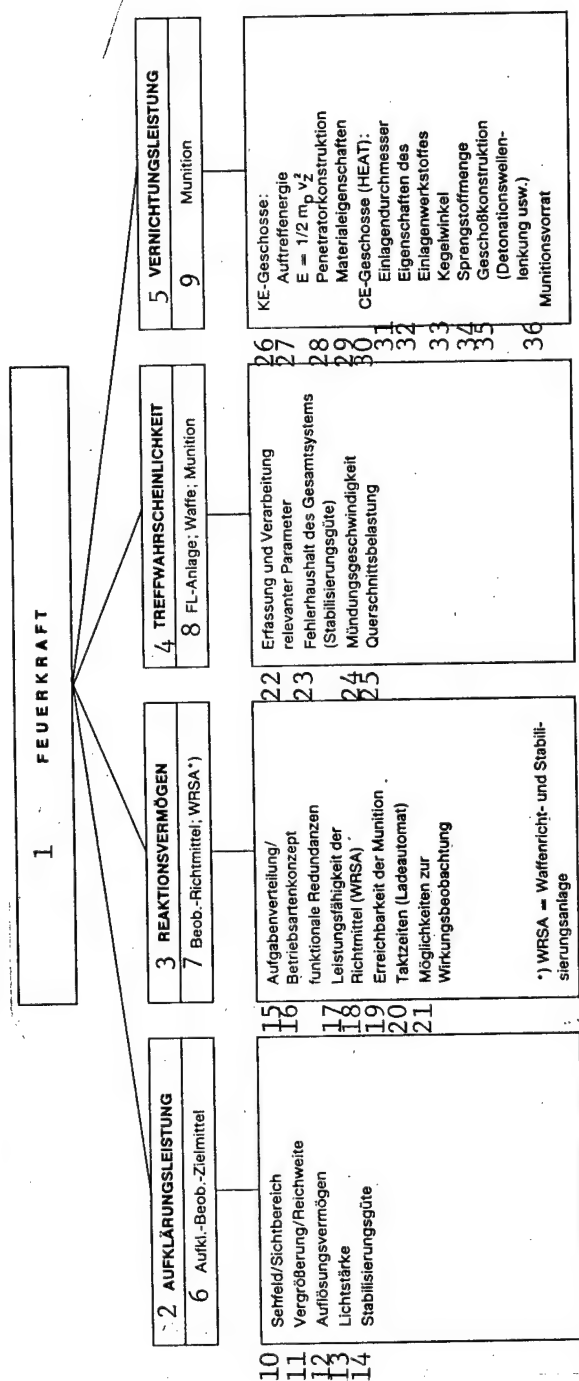 1 FEUERKRAFT
2 AUFKLÄRUNGSLEISTUNG
6 Aufkl.-Beob.-Zielmittel
10 Sehfeld/Sichtbereich
11 Vergrößerung/Reichweite
12 Auflösungsvermögen
13 Lichtstärke
14 Stabilisierungsgüte
3 REAKTIONSVERMÖGEN
7 Beob.-Richtmittel; WRSA*)
15 Aufgabenverteilung/
16 Betriebsartenkonzept
funktionale Redundanzen
17 Leistungsfähigkeit der
18 Richtmittel (WRSA)
19 Erreichbarkeit der Munition
20 Taktzeiten (Ladeautomat)
21 Möglichkeiten zur
Wirkungsbeobachtung
*) WRSA = Waffenricht- und Stabili-
sierungsanlage
4 TREFFWAHRSCHEINLICHKEIT
8 FL-Anlage; Waffe; Munition
22 Erfassung und Verarbeitung
relevanter Parameter
23 Fehlerhaushalt des Gesamtsystems
(Stabilisierungsgüte)
24 Mündungsgeschwindigkeit
25 Querschnittsbelastung
5 VERNICHTUNGSLEISTUNG
9 Munition
26 KE-Geschosse:
27 Auftreffenergie
E = 1/2 m_p v_z²
28 Penetratorkonstruktion
29 Materialeigenschaften
30 CE-Geschosse (HEAT):
31 Einlagendurchmesser
32 Eigenschaften des
Einlagenwerkstoffes
33 Kegelwinkel
34 Sprengstoffmenge
35 Geschoßkonstruktion
(Detonationswellen-
lenkung usw.)
36 Munitionsvorrat